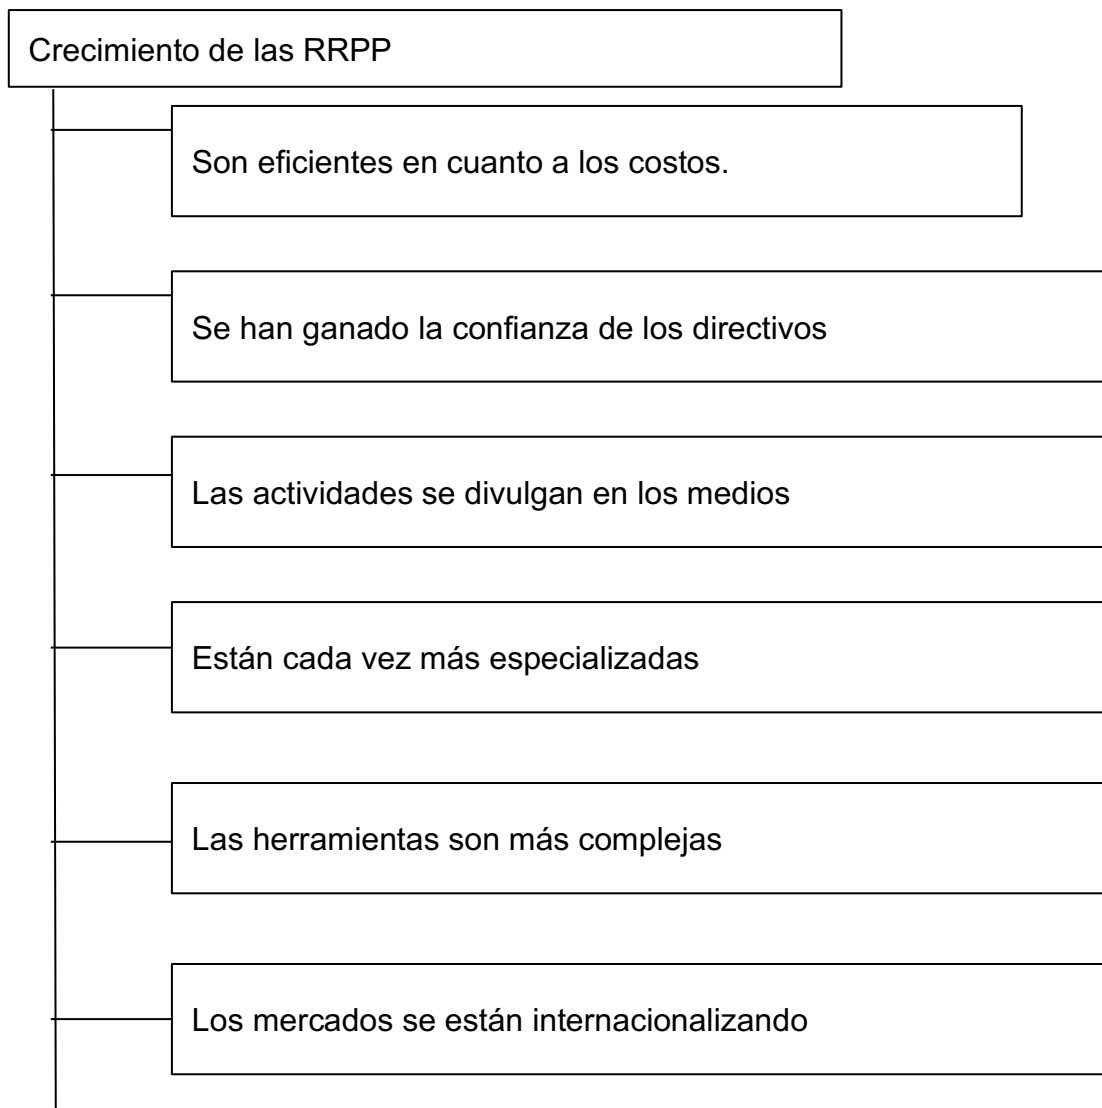 Crecimiento de las RRPP
Son eficientes en cuanto a los costos.
Se han ganado la confianza de los directivos
Las actividades se divulgan en los medios
Están cada vez más especializadas
Las herramientas son más complejas
Los mercados se están internacionalizando